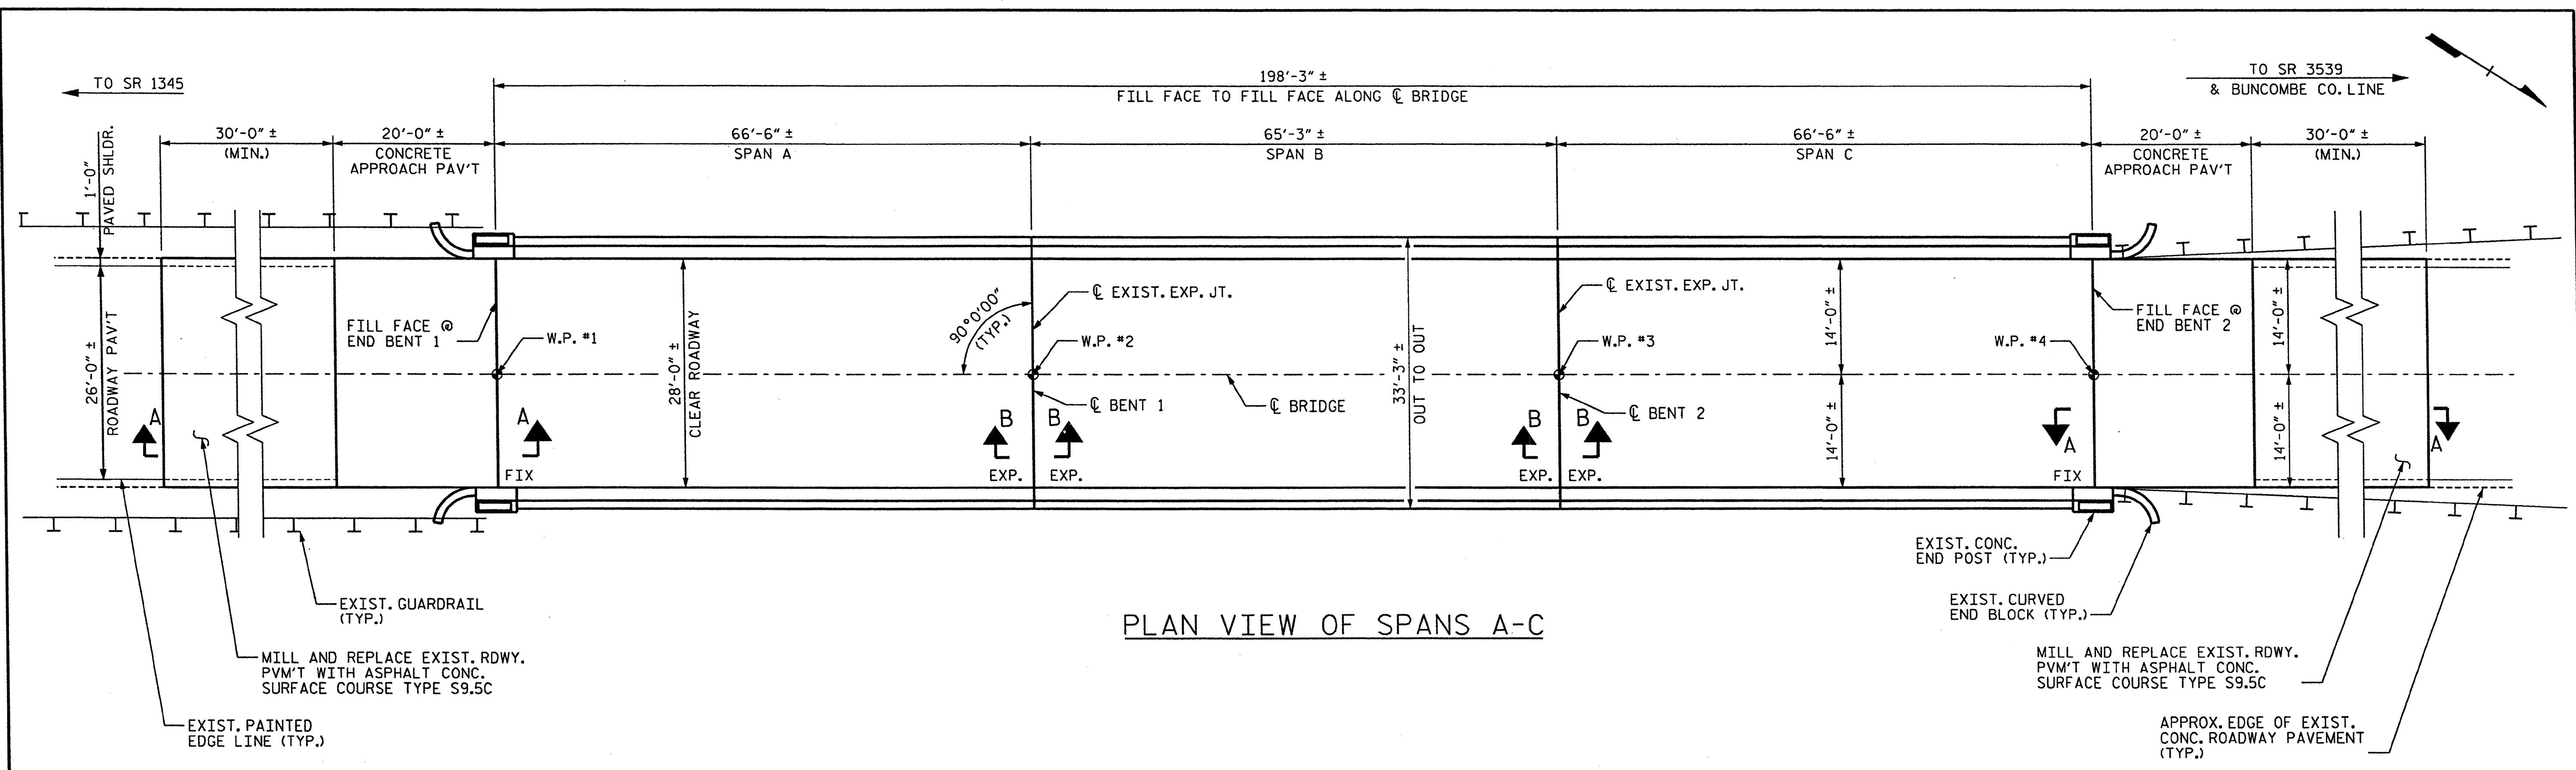 TO SR 1345
198'-3" ±
FILL FACE TO FILL FACE ALONG ℄ BRIDGE
TO SR 3539
& BUNCOMBE CO. LINE
30'-0" ±
(MIN.)
20'-0" ±
CONCRETE
APPROACH PAV'T
66'-6" ±
SPAN A
65'-3" ±
SPAN B
66'-6" ±
SPAN C
20'-0" ±
CONCRETE
APPROACH PAV'T
30'-0" ±
(MIN.)
1'-0"
PAVED SHLDR.
26'-0" ±
ROADWAY PAV'T
FILL FACE @
END BENT 1
W.P. #1
28'-0" ±
CLEAR ROADWAY
90°0'00"
(TYP.)
℄ EXIST. EXP. JT.
W.P. #2
℄ BENT 1
℄ BRIDGE
33'-3" ±
OUT TO OUT
℄ EXIST. EXP. JT.
W.P. #3
℄ BENT 2
14'-0" ±
14'-0" ±
W.P. #4
FILL FACE @
END BENT 2
14'-0" ±
14'-0" ±
A
A
B
B
B
B
A
A
FIX
EXP.
EXP.
EXP.
EXP.
FIX
EXIST. GUARDRAIL
(TYP.)
MILL AND REPLACE EXIST. RDWY.
PVM'T WITH ASPHALT CONC.
SURFACE COURSE TYPE S9.5C
EXIST. PAINTED
EDGE LINE (TYP.)
PLAN VIEW OF SPANS A-C
EXIST. CONC.
END POST (TYP.)
EXIST. CURVED
END BLOCK (TYP.)
MILL AND REPLACE EXIST. RDWY.
PVM'T WITH ASPHALT CONC.
SURFACE COURSE TYPE S9.5C
APPROX. EDGE OF EXIST.
CONC. ROADWAY PAVEMENT
(TYP.)